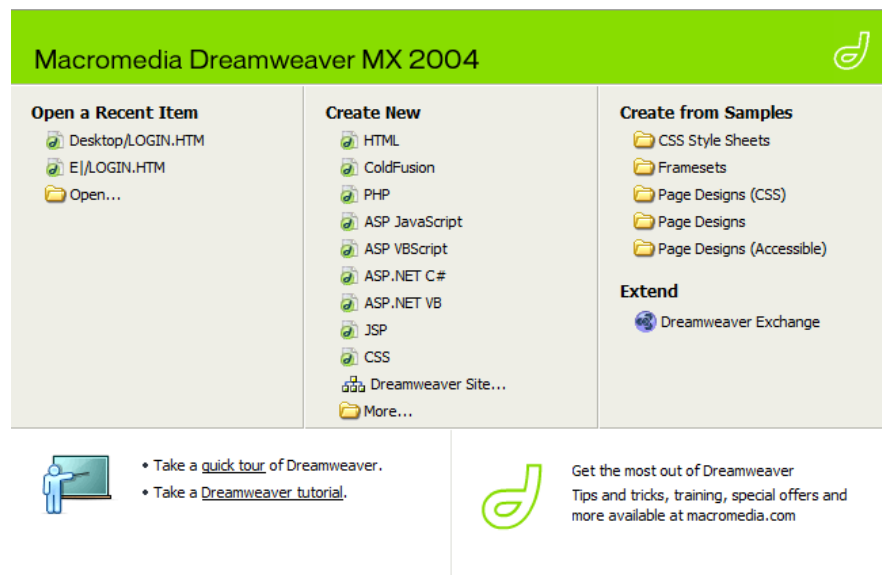 Macromedia Dreamweaver MX 2004
Open a Recent Item
Desktop/LOGIN.HTM
E|/LOGIN.HTM
Open...
Create New
HTML
ColdFusion
PHP
ASP JavaScript
ASP VBScript
ASP.NET C#
ASP.NET VB
JSP
CSS
Dreamweaver Site...
More...
Create from Samples
CSS Style Sheets
Framesets
Page Designs (CSS)
Page Designs
Page Designs (Accessible)
Extend
Dreamweaver Exchange
• Take a quick tour of Dreamweaver.
• Take a Dreamweaver tutorial.
Get the most out of Dreamweaver
Tips and tricks, training, special offers and
more available at macromedia.com